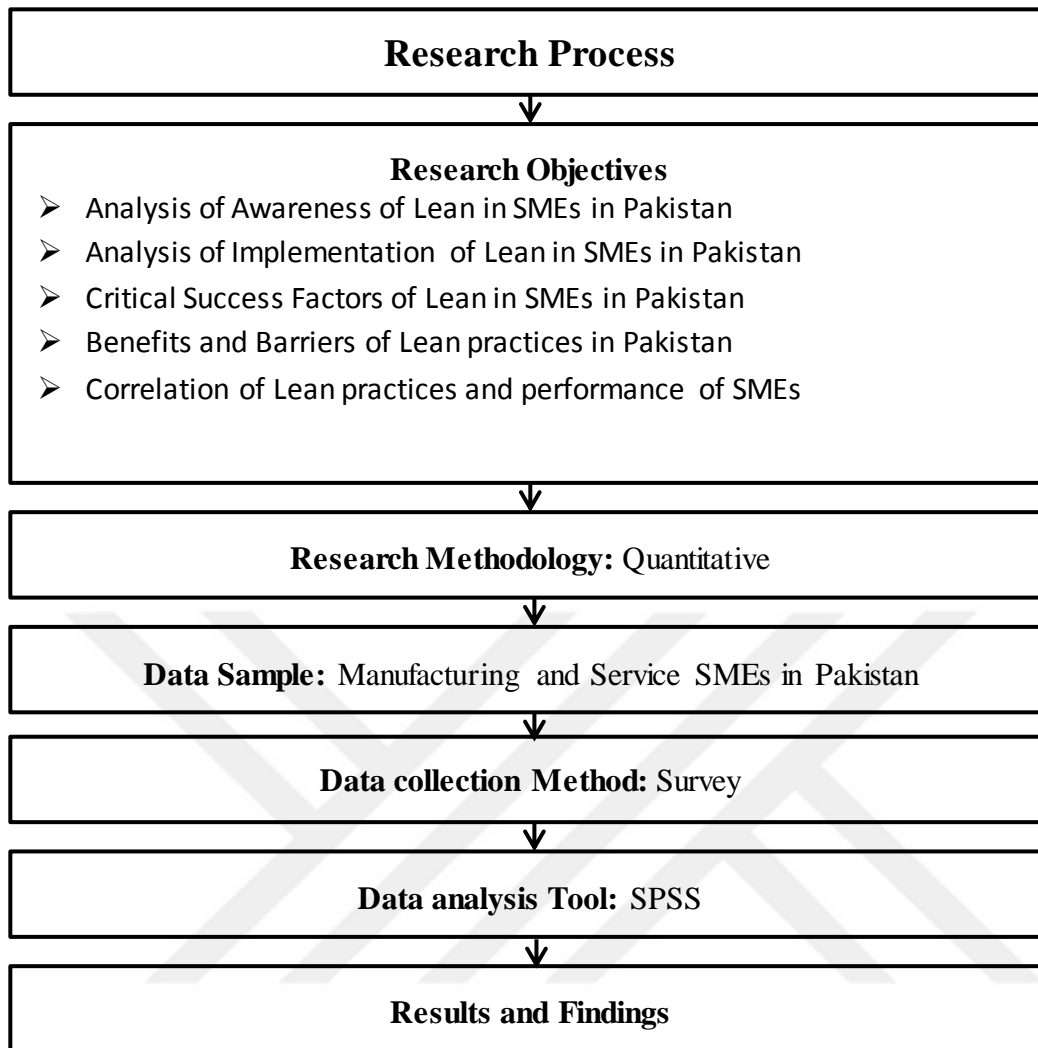 Research Process
Research Objectives
➢ Analysis of Awareness of Lean in SMEs in Pakistan
➢ Analysis of Implementation of Lean in SMEs in Pakistan
➢ Critical Success Factors of Lean in SMEs in Pakistan
➢ Benefits and Barriers of Lean practices in Pakistan
➢ Correlation of Lean practices and performance of SMEs
Research Methodology: Quantitative
Data Sample: Manufacturing and Service SMEs in Pakistan
Data collection Method: Survey
Data analysis Tool: SPSS
Results and Findings